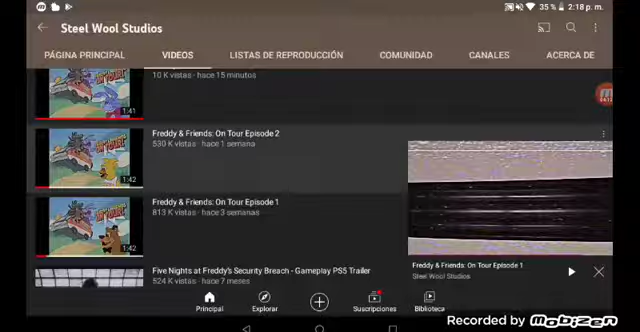 35 % 2:18 p. m.
Steel Wool Studios
PÁGINA PRINCIPAL VIDEOS LISTAS DE REPRODUCCIÓN COMUNIDAD CANALES ACERCA DE
10 K vistas · hace 15 minutos
1:41
Freddy & Friends: On Tour Episode 2
530 K vistas · hace 1 semana
1:42
Freddy & Friends: On Tour Episode 1
813 K vistas · hace 3 semanas
1:42
Five Nights at Freddy's Security Breach - Gameplay PS5 Trailer
524 K vistas · hace 7 meses
Freddy & Friends: On Tour Episode 1
Steel Wool Studios
Principal Explorar Suscripciones Biblioteca
Recorded by Mobizen